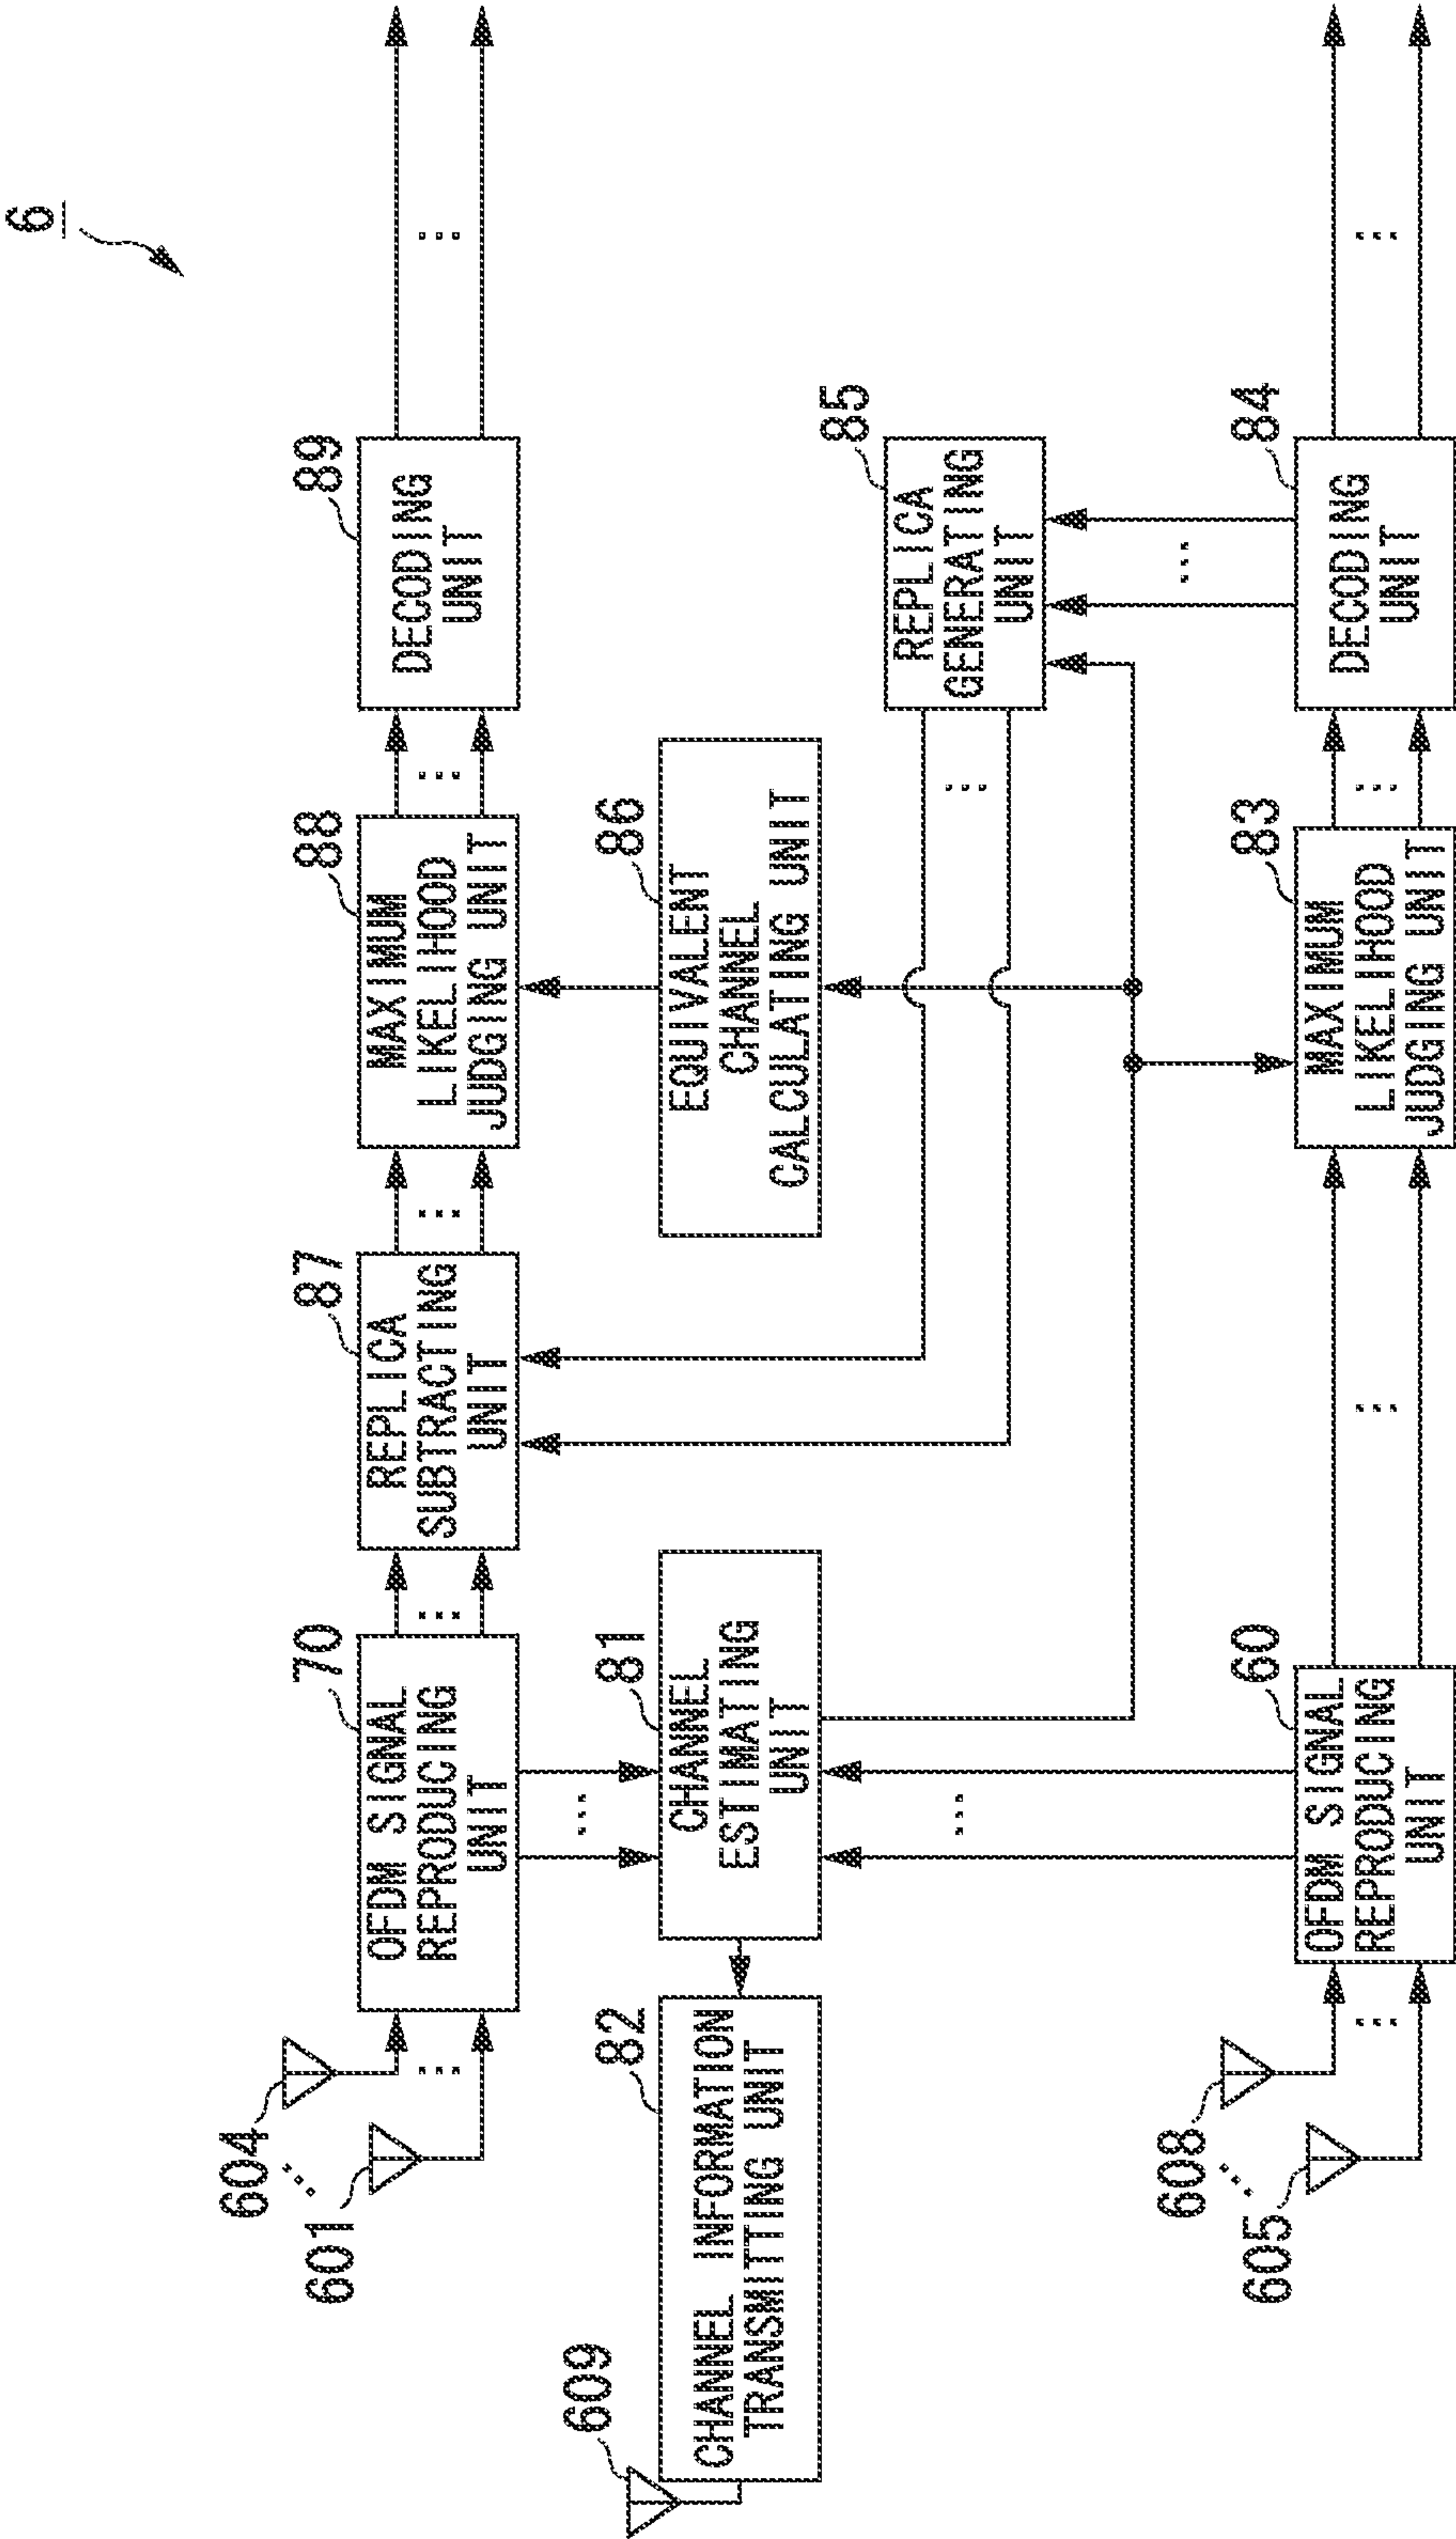 6
604
601
70
OFDM SIGNAL
REPRODUCING
UNIT
87
REPLICA
SUBTRACTING
UNIT
88
MAXIMUM
LIKELIHOOD
JUDGING UNIT
89
DECODING
UNIT
609
82
CHANNEL INFORMATION
TRANSMITTING UNIT
81
CHANNEL
ESTIMATING
UNIT
86
EQUIVALENT
CHANNEL
CALCULATING UNIT
85
REPLICA
GENERATING
UNIT
608
605
60
OFDM SIGNAL
REPRODUCING
UNIT
83
MAXIMUM
LIKELIHOOD
JUDGING UNIT
84
DECODING
UNIT